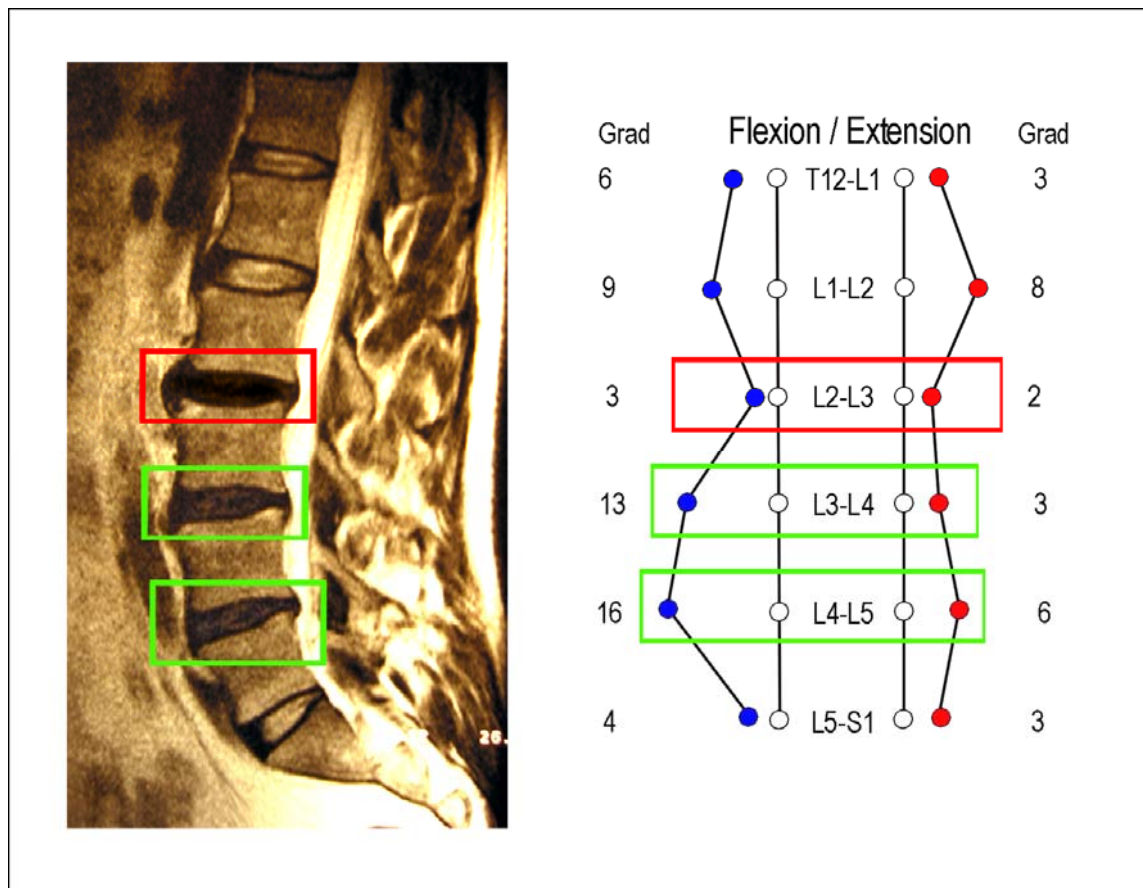 Grad Flexion / Extension Grad
6 T12-L1 3
9 L1-L2 8
3 L2-L3 2
13 L3-L4 3
16 L4-L5 6
4 L5-S1 3
26.